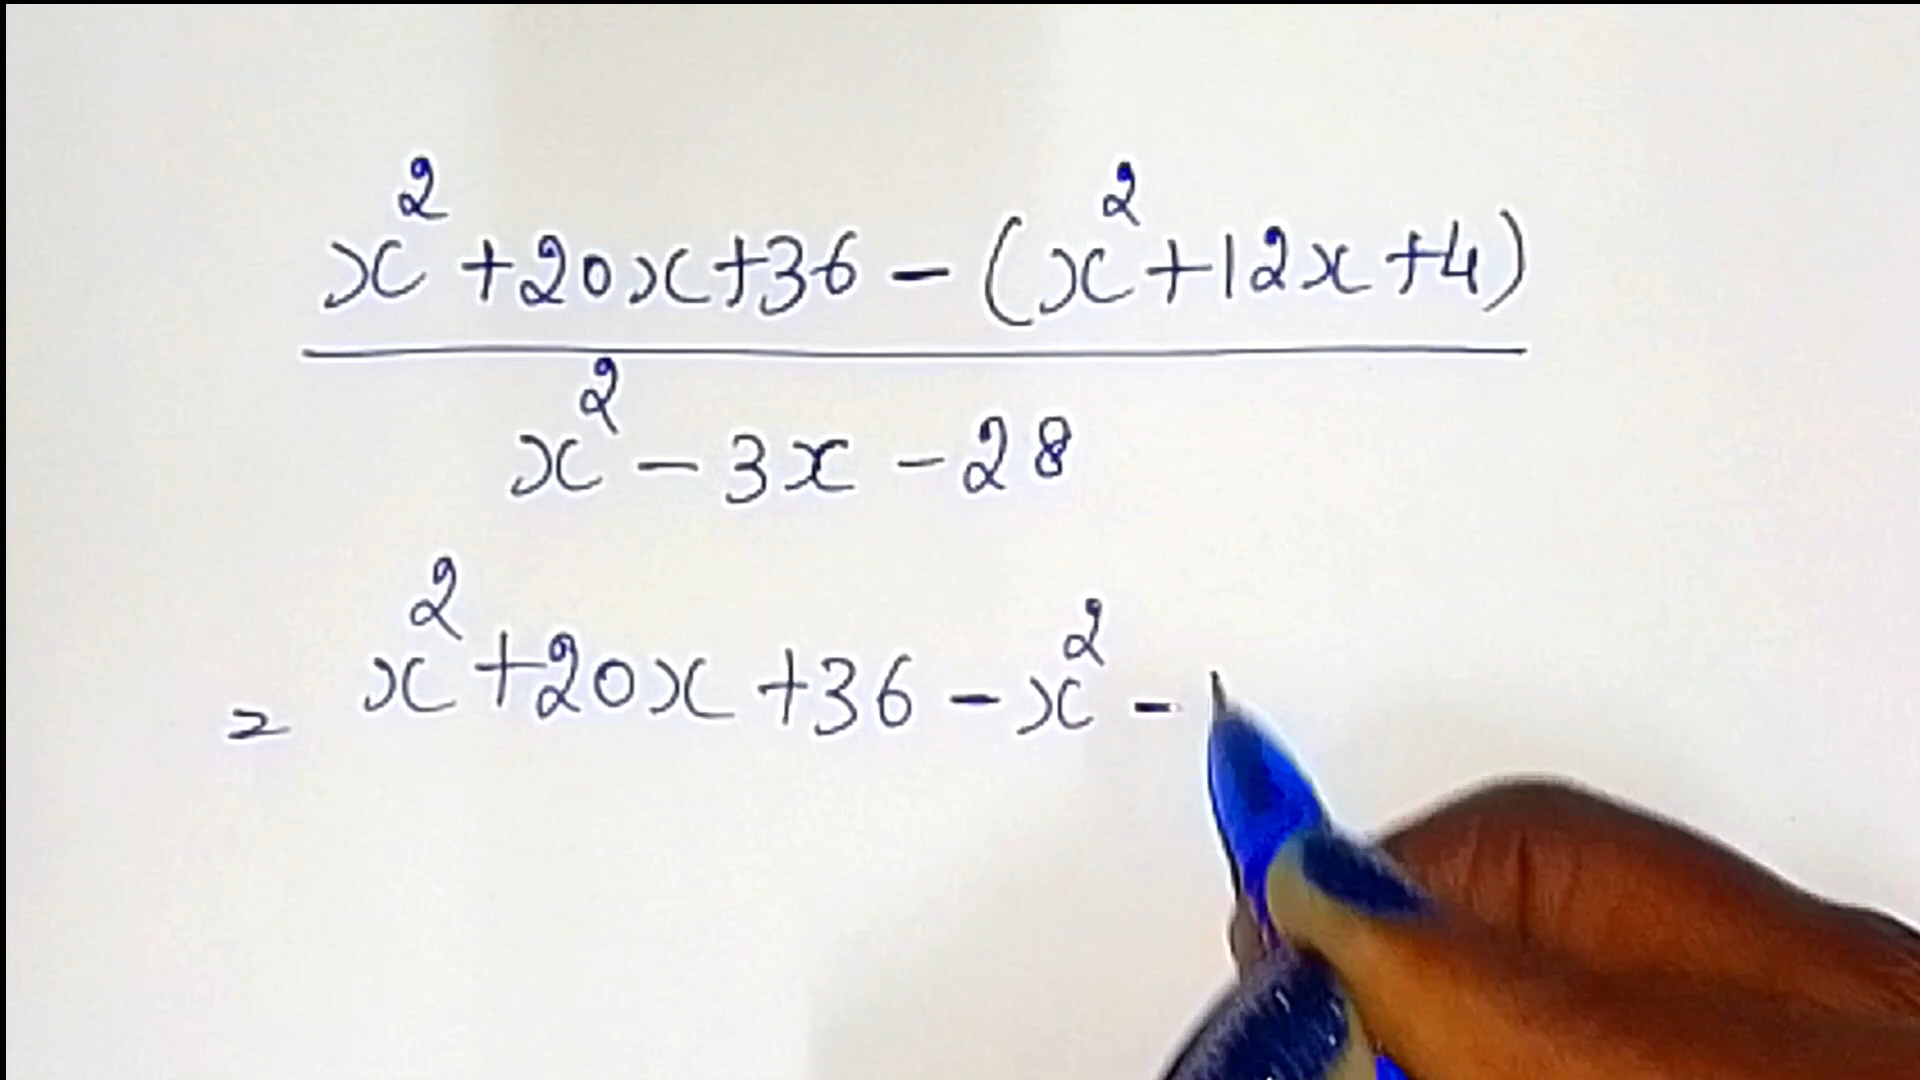 x² + 20x + 36 - (x² + 12x + 4)
x² - 3x - 28
= x² + 20x + 36 - x² -